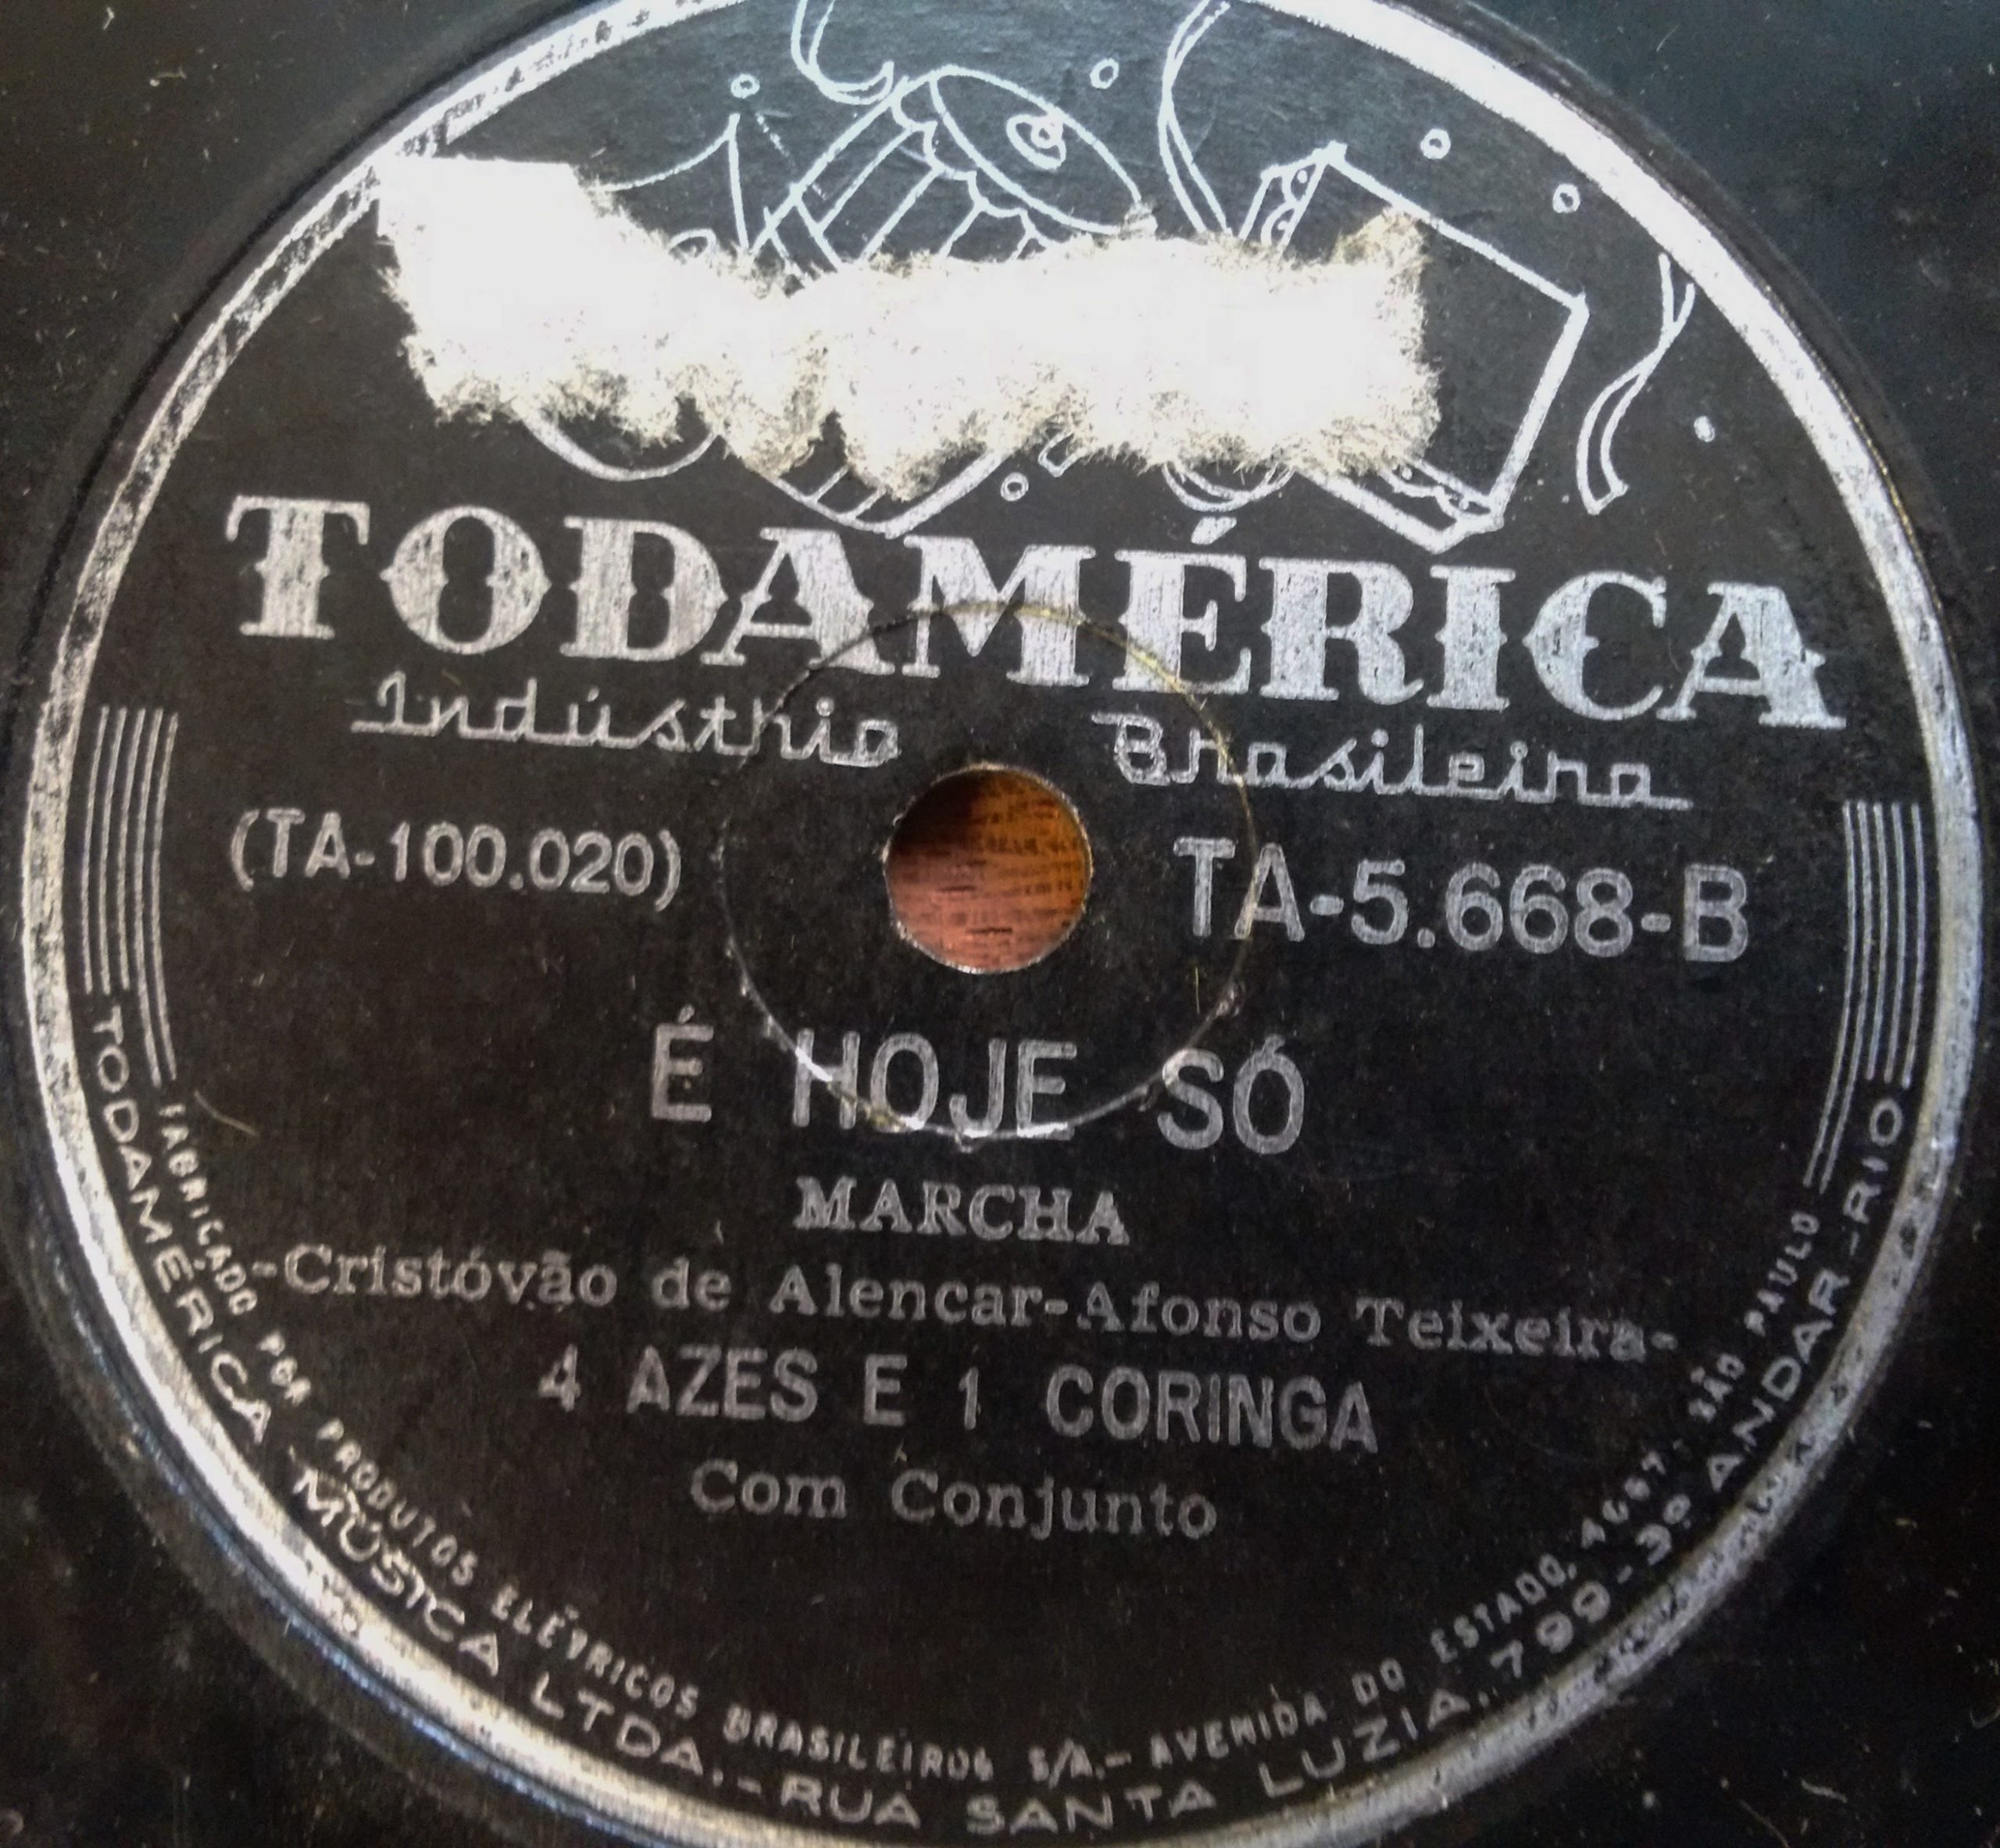 TODAMÉRICA
Indústria Brasileira
(TA-100.020) TA-5.668-B
É HOJE SÓ
MARCHA
-Cristóvão de Alencar-Afonso Teixeira-
4 AZES E 1 CORINGA
Com Conjunto
FABRICADO POR PRODUTOS ELÉTRICOS BRASILEIROS S/A.- AVENIDA DO ESTADO, 4667 - SÃO PAULO
TODAMÉRICA MÚSICA LTDA.- RUA SANTA LUZIA, 799-3º ANDAR-RIO